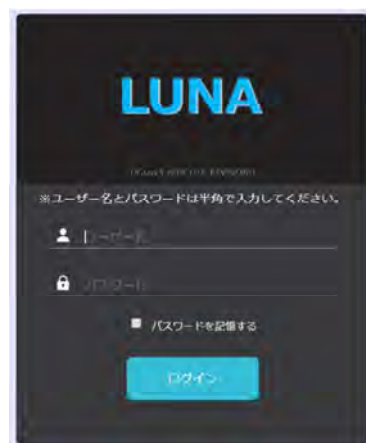 LUNA
※ユーザー名とパスワードは半角で入力してください。
ユーザー名
パスワード
パスワードを記憶する
ログイン